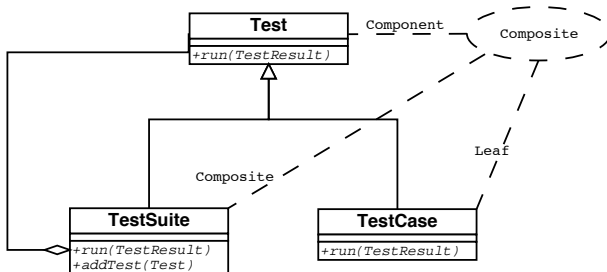 Test
+run(TestResult)
Component
Composite
Composite
Leaf
TestSuite
+run(TestResult)
+addTest(Test)
TestCase
+run(TestResult)